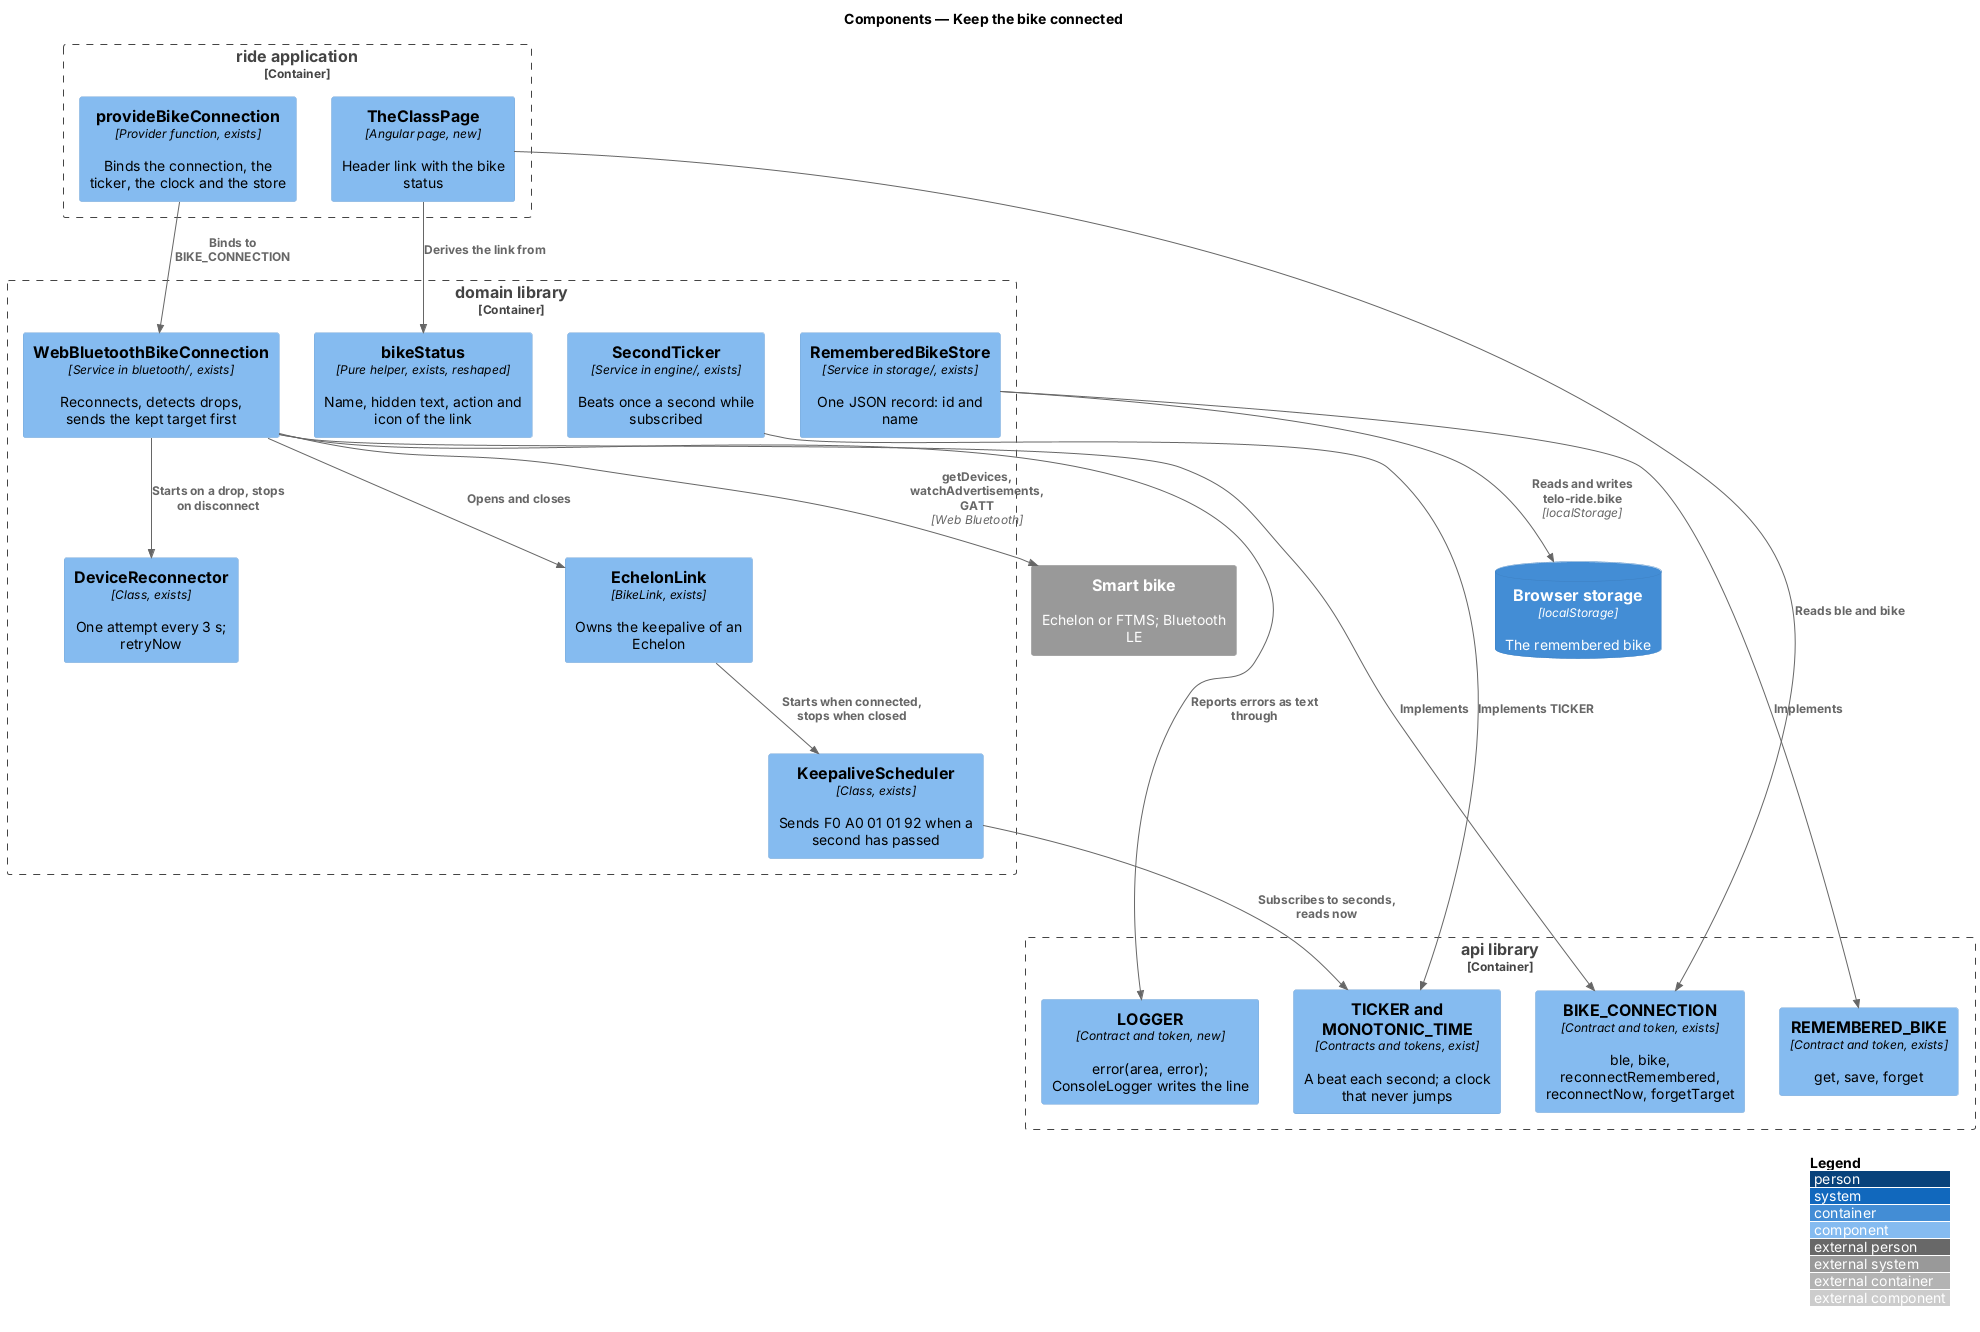 Components — Keep the bike connected
ride application
[Container]
provideBikeConnection
[Provider function, exists]
Binds the connection, the
ticker, the clock and the store
TheClassPage
[Angular page, new]
Header link with the bike
status
Binds to
BIKE_CONNECTION
Derives the link from
domain library
[Container]
WebBluetoothBikeConnection
[Service in bluetooth/, exists]
Reconnects, detects drops,
sends the kept target first
bikeStatus
[Pure helper, exists, reshaped]
Name, hidden text, action and
icon of the link
SecondTicker
[Service in engine/, exists]
Beats once a second while
subscribed
RememberedBikeStore
[Service in storage/, exists]
One JSON record: id and
name
Starts on a drop, stops
on disconnect
Opens and closes
getDevices,
watchAdvertisements,
GATT
[Web Bluetooth]
Reads and writes
telo-ride.bike
[localStorage]
DeviceReconnector
[Class, exists]
One attempt every 3 s;
retryNow
EchelonLink
[BikeLink, exists]
Owns the keepalive of an
Echelon
Smart bike
Echelon or FTMS; Bluetooth
LE
Browser storage
[localStorage]
The remembered bike
Reads ble and bike
Starts when connected,
stops when closed
Reports errors as text
through
Implements
Implements TICKER
Implements
KeepaliveScheduler
[Class, exists]
Sends F0 A0 01 01 92 when a
second has passed
Subscribes to seconds,
reads now
api library
[Container]
LOGGER
[Contract and token, new]
error(area, error);
ConsoleLogger writes the line
TICKER and
MONOTONIC_TIME
[Contracts and tokens, exist]
A beat each second; a clock
that never jumps
BIKE_CONNECTION
[Contract and token, exists]
ble, bike,
reconnectRemembered,
reconnectNow, forgetTarget
REMEMBERED_BIKE
[Contract and token, exists]
get, save, forget
Legend
person
system
container
component
external person
external system
external container
external component